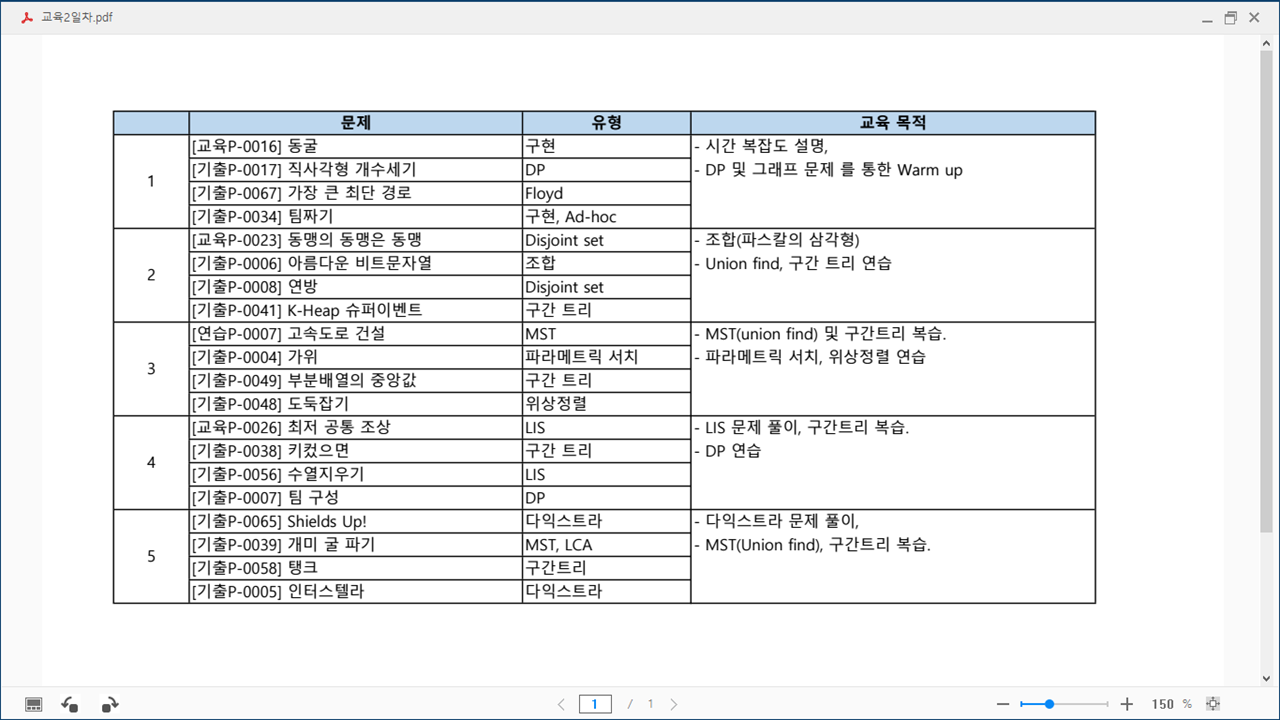 교육2일차.pdf
문제 유형 교육 목적
1
[교육P-0016] 동굴 구현 - 시간 복잡도 설명,
[기출P-0017] 직사각형 개수세기 DP - DP 및 그래프 문제 를 통한 Warm up
[기출P-0067] 가장 큰 최단 경로 Floyd
[기출P-0034] 팀짜기 구현, Ad-hoc
2
[교육P-0023] 동맹의 동맹은 동맹 Disjoint set - 조합(파스칼의 삼각형)
[기출P-0006] 아름다운 비트문자열 조합 - Union find, 구간 트리 연습
[기출P-0008] 연방 Disjoint set
[기출P-0041] K-Heap 슈퍼이벤트 구간 트리
3
[연습P-0007] 고속도로 건설 MST - MST(union find) 및 구간트리 복습.
[기출P-0004] 가위 파라메트릭 서치 - 파라메트릭 서치, 위상정렬 연습
[기출P-0049] 부분배열의 중앙값 구간 트리
[기출P-0048] 도둑잡기 위상정렬
4
[교육P-0026] 최저 공통 조상 LIS - LIS 문제 풀이, 구간트리 복습.
[기출P-0038] 키컸으면 구간 트리 - DP 연습
[기출P-0056] 수열지우기 LIS
[기출P-0007] 팀 구성 DP
5
[기출P-0065] Shields Up! 다익스트라 - 다익스트라 문제 풀이,
[기출P-0039] 개미 굴 파기 MST, LCA - MST(Union find), 구간트리 복습.
[기출P-0058] 탱크 구간트리
[기출P-0005] 인터스텔라 다익스트라
1 / 1 150 %